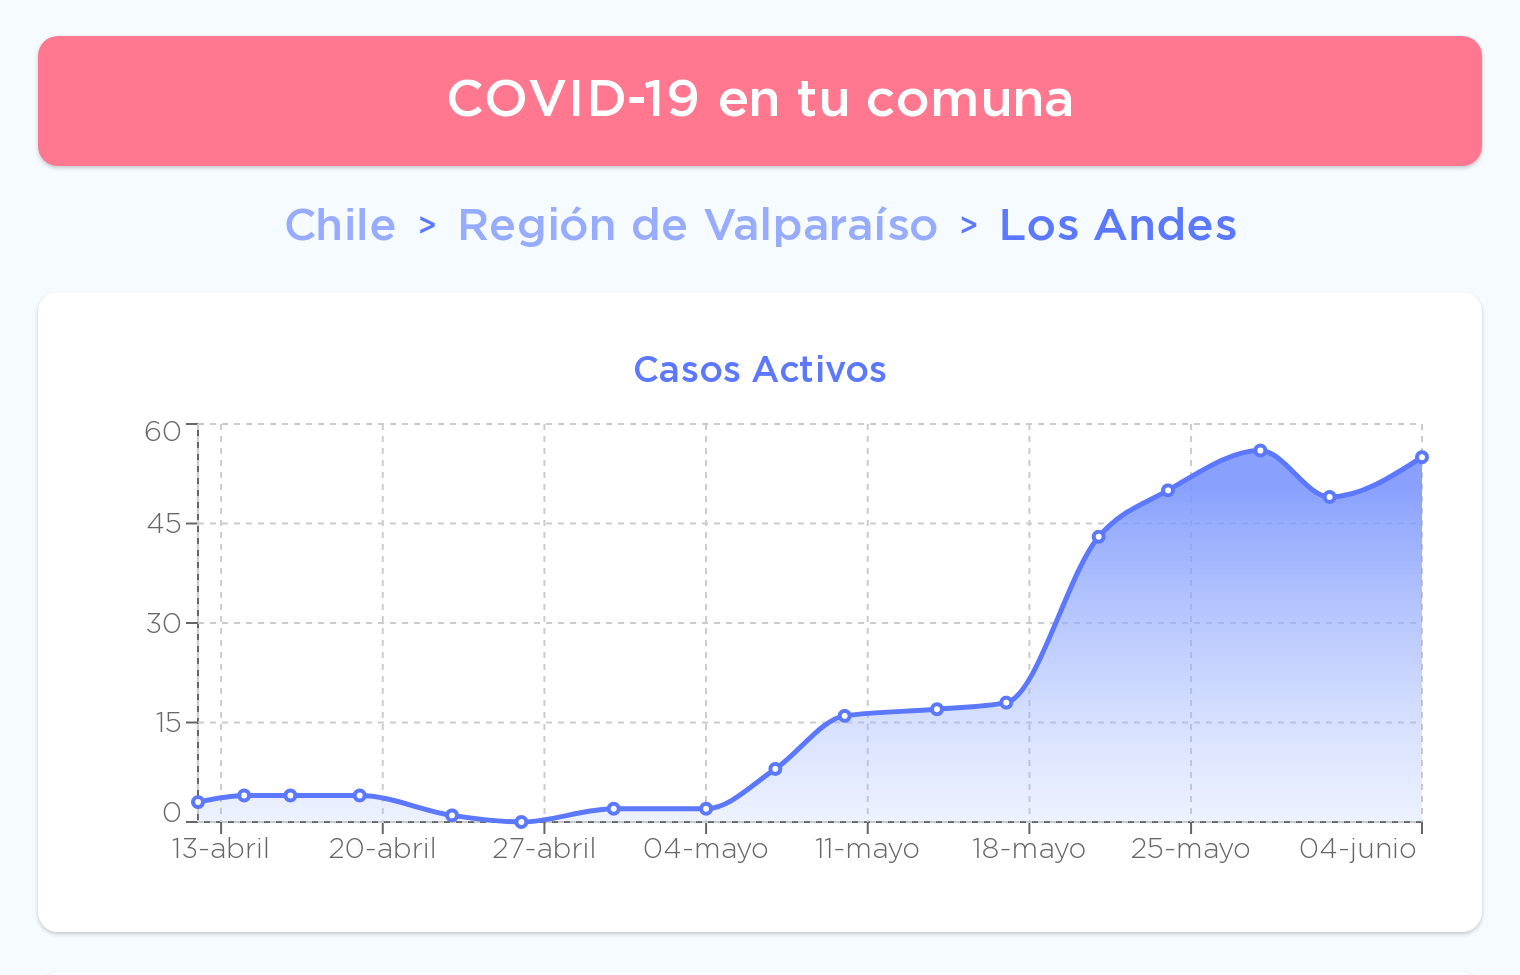 COVID-19 en tu comuna
Chile > Región de Valparaíso > Los Andes
Casos Activos
60
45
30
15
0
13-abril 20-abril 27-abril 04-mayo 11-mayo 18-mayo 25-mayo 04-junio